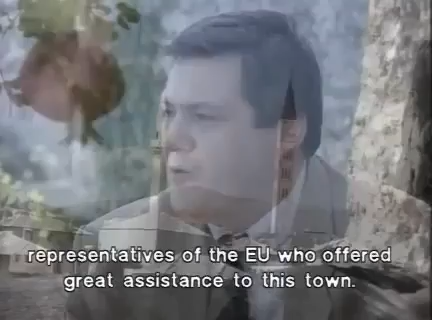 representatives of the EU who offered
great assistance to this town.